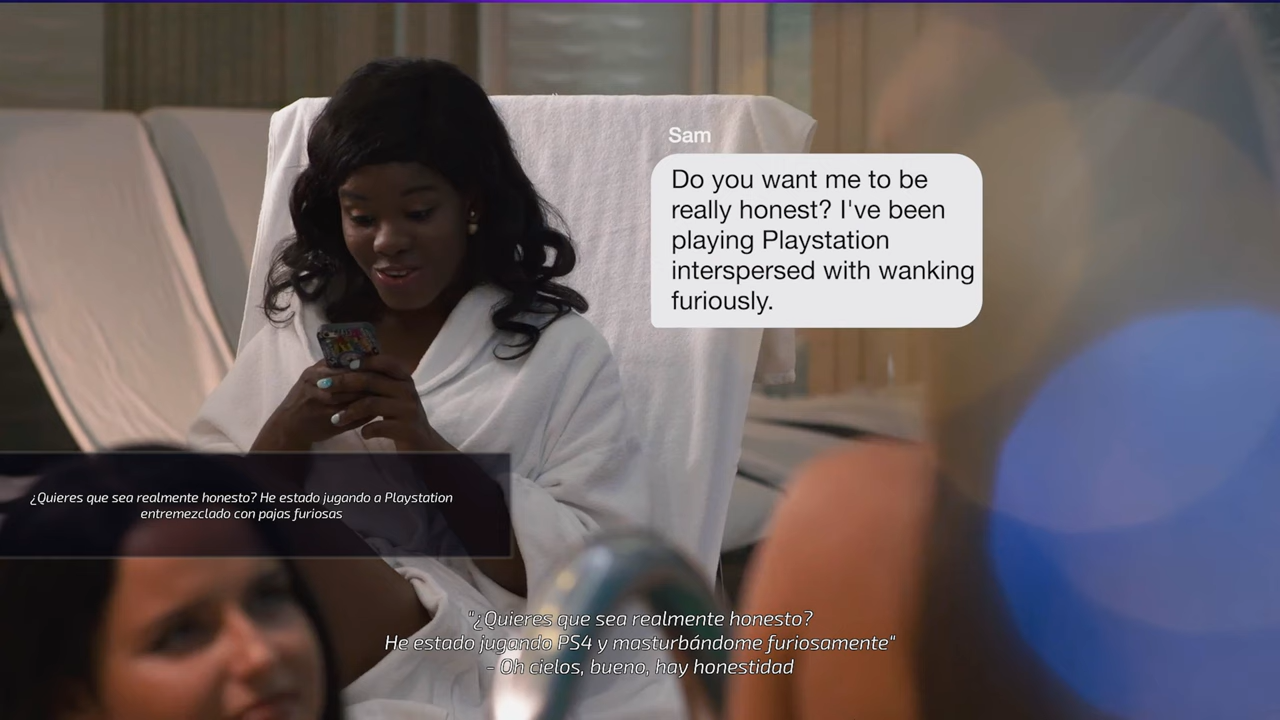 Sam
Do you want me to be
really honest? I've been
playing Playstation
interspersed with wanking
furiously.
¿Quieres que sea realmente honesto? He estado jugando a Playstation
entremezclado con pajas furiosas
"¿Quieres que sea realmente honesto?
He estado jugando PS4 y masturbándome furiosamente"
- Oh cielos, bueno, hay honestidad